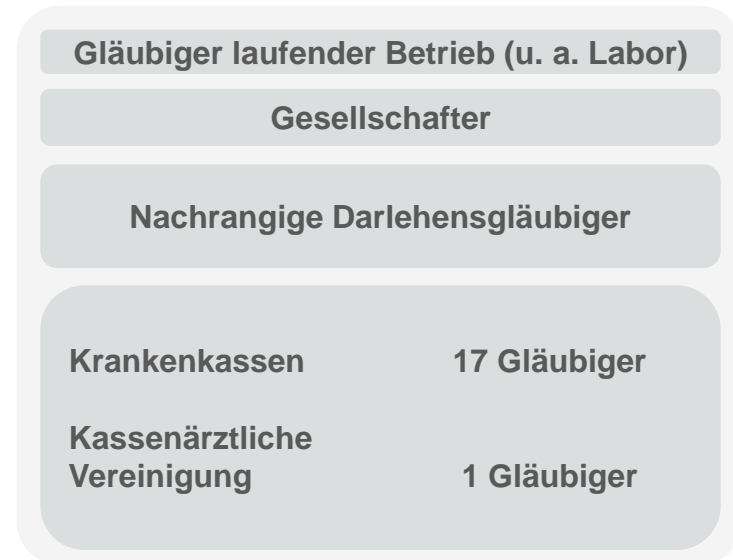 Gläubiger laufender Betrieb (u. a. Labor)
Gesellschafter
Nachrangige Darlehensgläubiger
Krankenkassen 17 Gläubiger
Kassenärztliche
Vereinigung 1 Gläubiger